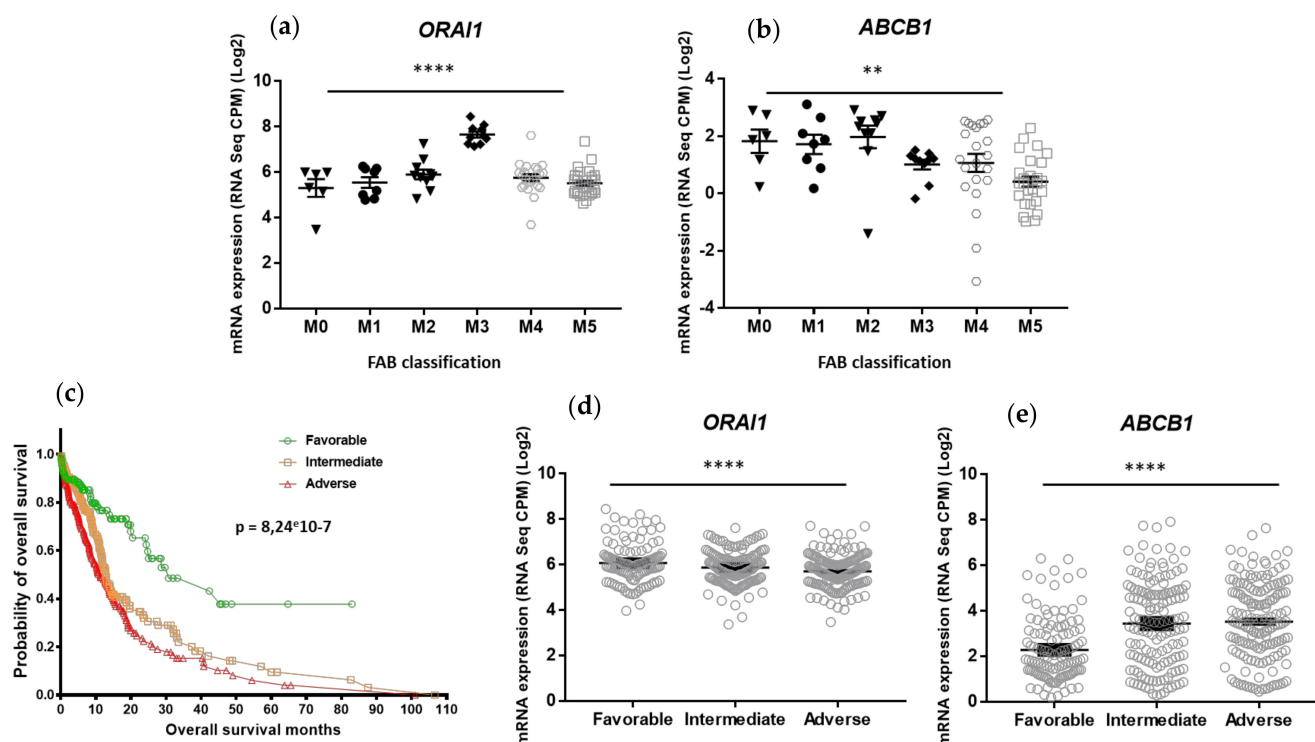 (a)
ORAI1
mRNA expression (RNA Seq CPM) (Log2)
****
10
8
6
4
2
0
M0 M1 M2 M3 M4 M5
FAB classification
(b)
ABCB1
mRNA expression (RNA Seq CPM) (Log2)
**
4
2
0
-2
-4
M0 M1 M2 M3 M4 M5
FAB classification
(c)
Probability of overall survival
1.0
0.8
0.6
0.4
0.2
0.0
Favorable
Intermediate
Adverse
p = 8,24e10-7
0 10 20 30 40 50 60 70 80 90 100 110
Overall survival months
(d)
ORAI1
mRNA expression (RNA Seq CPM) (Log2)
****
10
8
6
4
2
0
Favorable Intermediate Adverse
(e)
ABCB1
mRNA expression (RNA Seq CPM) (Log2)
****
10
8
6
4
2
0
Favorable Intermediate Adverse